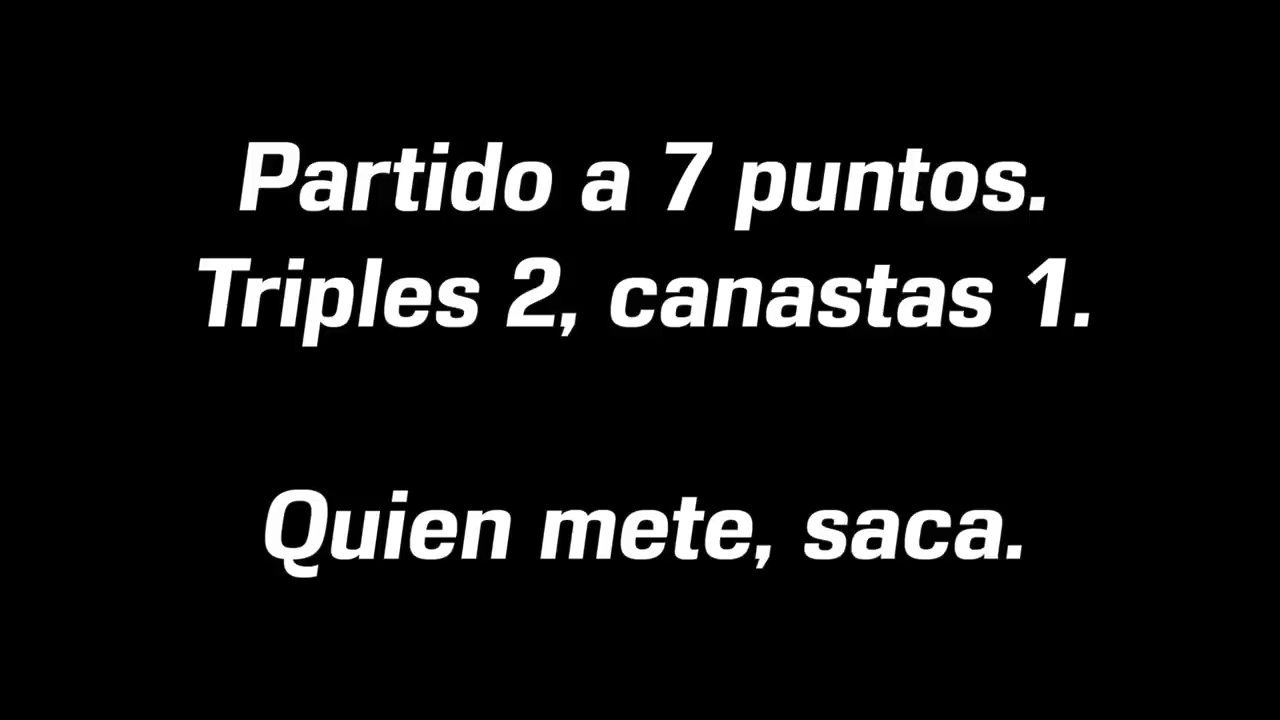 Partido a 7 puntos.
Triples 2, canastas 1.
Quien mete, saca.